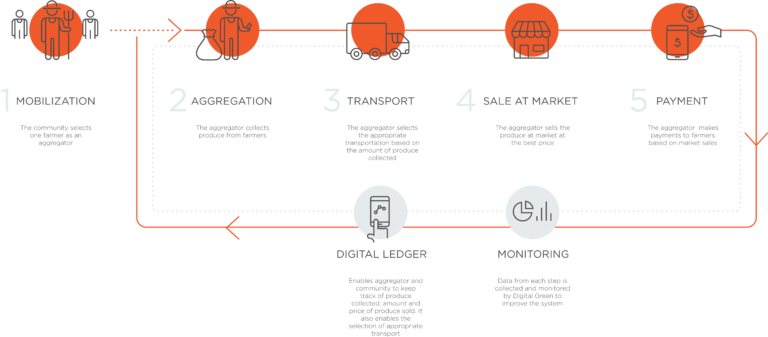 1 MOBILIZATION
The community selects
one farmer as an
aggregator
2 AGGREGATION
The aggregator collects
produce from farmers
3 TRANSPORT
The aggregator selects
the appropriate
transportation based on
the amount of produce
collected
4 SALE AT MARKET
The aggregator sells the
produce at market at
the best price
5 PAYMENT
The aggregator makes
payments to farmers
based on market sales
$
$
DIGITAL LEDGER
Enables aggregator and
community to keep
track of produce
collected, amount and
price of produce sold. It
also enables the
selection of appropriate
transport
MONITORING
Data from each step is
collected and monitored
by Digital Green to
improve the system